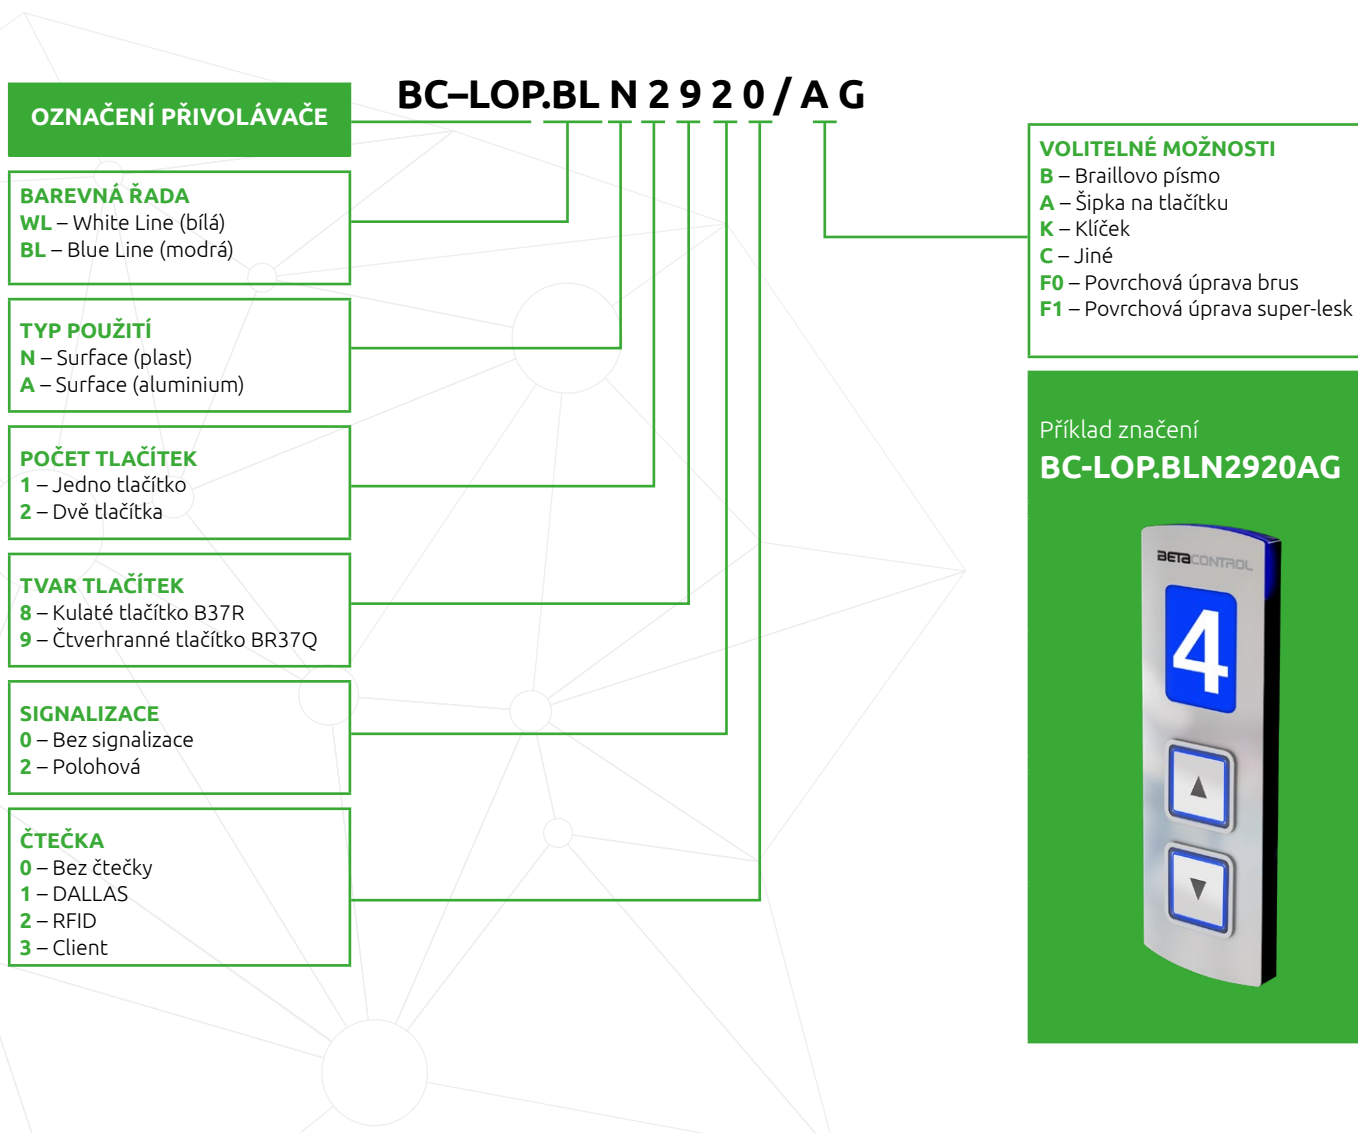 BC–LOP.BL N 2 9 2 0 / A G
OZNAČENÍ PŘIVOLÁVAČE
BAREVNÁ ŘADA
WL – White Line (bílá)
BL – Blue Line (modrá)
TYP POUŽITÍ
N – Surface (plast)
A – Surface (aluminium)
POČET TLAČÍTEK
1 – Jedno tlačítko
2 – Dvě tlačítka
TVAR TLAČÍTEK
8 – Kulaté tlačítko B37R
9 – Čtverhranné tlačítko BR37Q
SIGNALIZACE
0 – Bez signalizace
2 – Polohová
ČTEČKA
0 – Bez čtečky
1 – DALLAS
2 – RFID
3 – Client
VOLITELNÉ MOŽNOSTI
B – Braillovo písmo
A – Šipka na tlačítku
K – Klíček
C – Jiné
F0 – Povrchová úprava brus
F1 – Povrchová úprava super-lesk
Příklad značení
BC-LOP.BLN2920AG
BETACONTROL
4